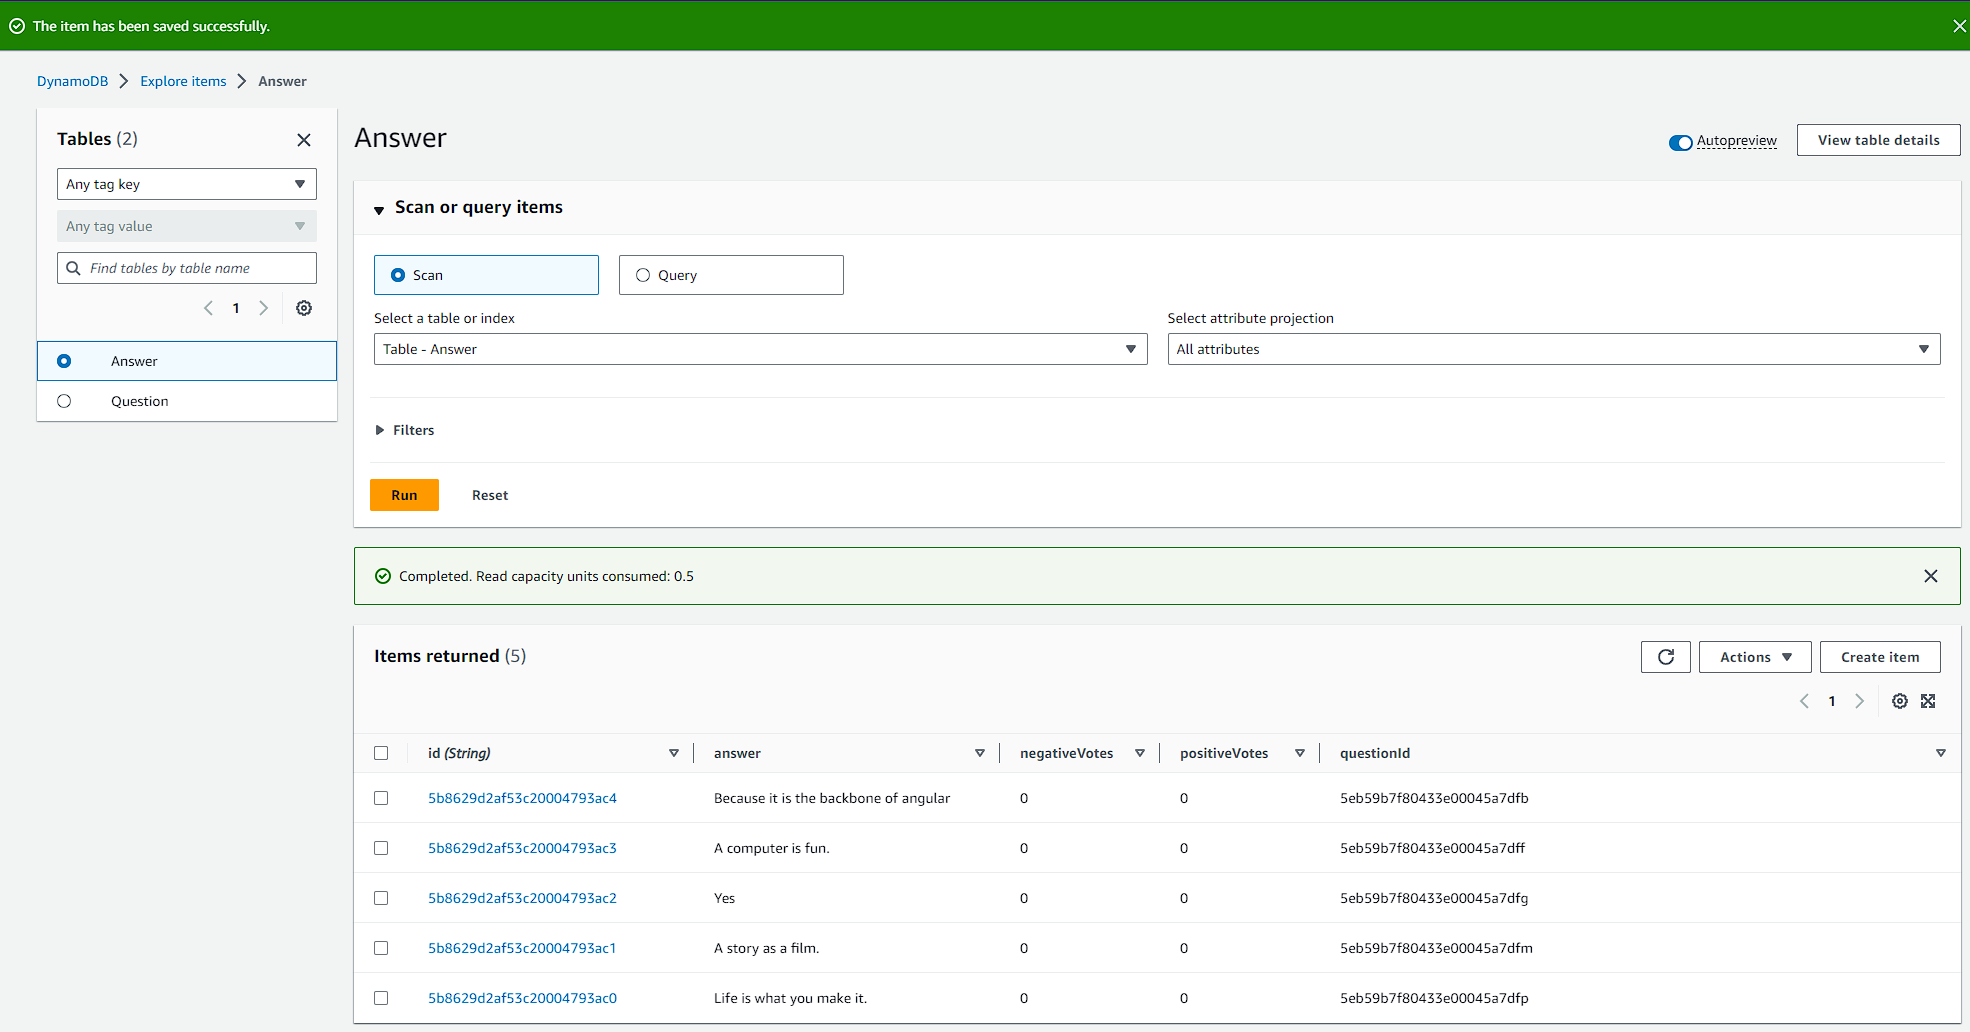 The item has been saved successfully.
DynamoDB > Explore items > Answer
Tables (2)
Any tag key
Any tag value
Find tables by table name
1
Answer
Question
Answer
Autopreview
View table details
Scan or query items
Scan
Query
Select a table or index
Select attribute projection
Table - Answer
All attributes
Filters
Run
Reset
Completed. Read capacity units consumed: 0.5
Items returned (5)
Actions
Create item
1
id (String) answer negativeVotes positiveVotes questionId
5b8629d2af53c20004793ac4 Because it is the backbone of angular 0 0 5eb59b7f80433e00045a7dfb
5b8629d2af53c20004793ac3 A computer is fun. 0 0 5eb59b7f80433e00045a7dff
5b8629d2af53c20004793ac2 Yes 0 0 5eb59b7f80433e00045a7dfg
5b8629d2af53c20004793ac1 A story as a film. 0 0 5eb59b7f80433e00045a7dfm
5b8629d2af53c20004793ac0 Life is what you make it. 0 0 5eb59b7f80433e00045a7dfp